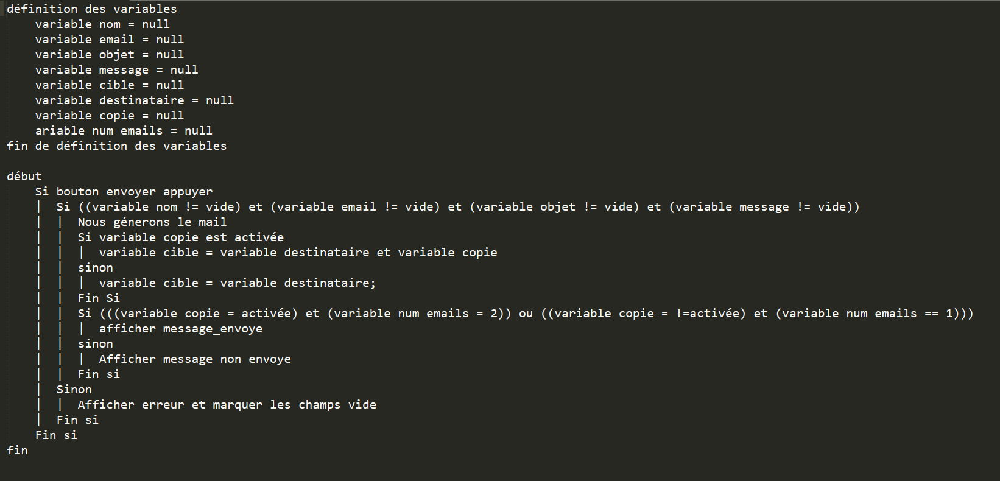 définition des variables
    variable nom = null
    variable email = null
    variable objet = null
    variable message = null
    variable cible = null
    variable destinataire = null
    variable copie = null
    ariable num emails = null
fin de définition des variables

début
    Si bouton envoyer appuyer
    |  Si ((variable nom != vide) et (variable email != vide) et (variable objet != vide) et (variable message != vide))
    |  |  Nous génerons le mail
    |  |  Si variable copie est activée
    |  |  |  variable cible = variable destinataire et variable copie
    |  |  sinon
    |  |  |  variable cible = variable destinataire;
    |  |  Fin Si
    |  |  Si (((variable copie = activée) et (variable num emails = 2)) ou ((variable copie = !=activée) et (variable num emails == 1)))
    |  |  |  afficher message_envoye
    |  |  sinon
    |  |  |  Afficher message non envoye
    |  |  Fin si
    |  Sinon
    |  |  Afficher erreur et marquer les champs vide
    |  Fin si
    Fin si
fin